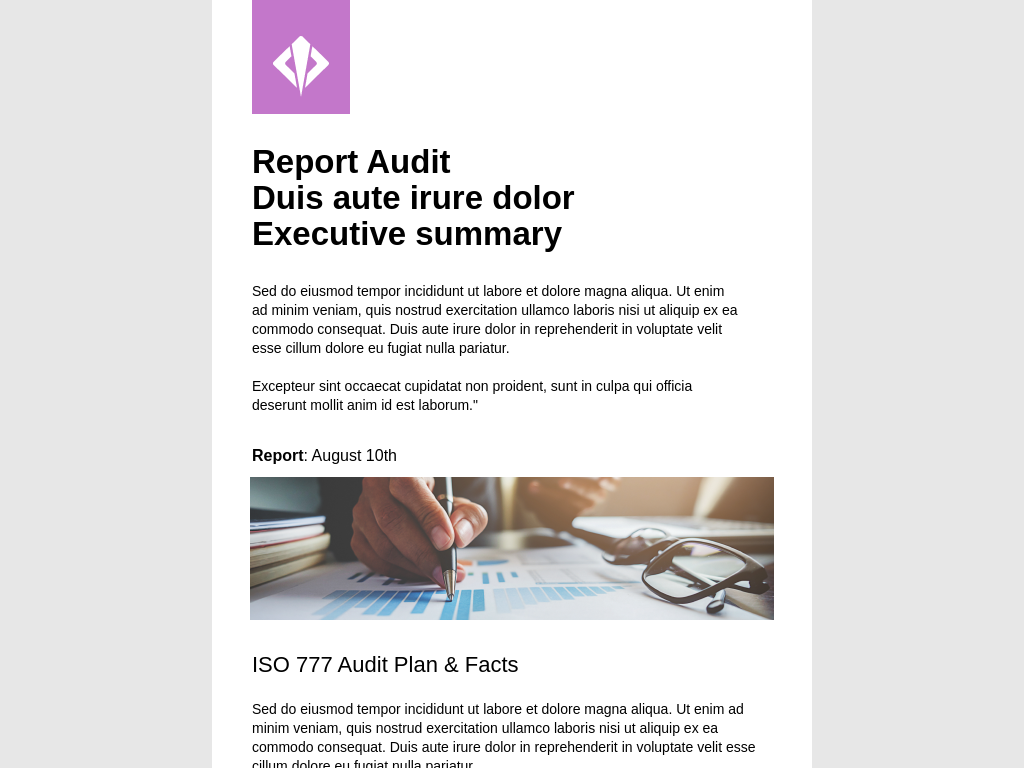 Report Audit
Duis aute irure dolor
Executive summary
Sed do eiusmod tempor incididunt ut labore et dolore magna aliqua. Ut enim
ad minim veniam, quis nostrud exercitation ullamco laboris nisi ut aliquip ex ea
commodo consequat. Duis aute irure dolor in reprehenderit in voluptate velit
esse cillum dolore eu fugiat nulla pariatur.
Excepteur sint occaecat cupidatat non proident, sunt in culpa qui officia
deserunt mollit anim id est laborum."
Report: August 10th
ISO 777 Audit Plan & Facts
Sed do eiusmod tempor incididunt ut labore et dolore magna aliqua. Ut enim ad
minim veniam, quis nostrud exercitation ullamco laboris nisi ut aliquip ex ea
commodo consequat. Duis aute irure dolor in reprehenderit in voluptate velit esse
cillum dolore eu fugiat nulla pariatur.